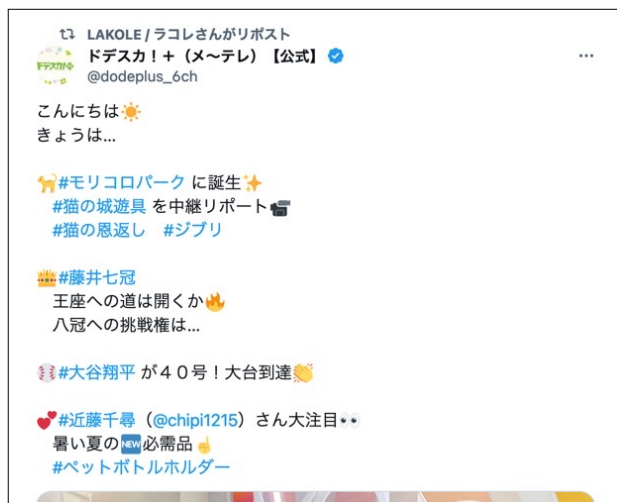 LAKOLE / ラコレさんがリポスト
ドデスカ！＋（メ〜テレ）【公式】
@dodeplus_6ch
こんにちは☀️
きょうは...
🐈#モリコロパーク に誕生✨
#猫の城遊具 を中継リポート📹
#猫の恩返し　#ジブリ
👑#藤井七冠
王座への道は開くか🔥
八冠への挑戦権は...
⚾#大谷翔平 が４０号！大台到達👏
💕#近藤千尋（@chipi1215）さん大注目👀
暑い夏の🆕必需品☝️
#ペットボトルホルダー